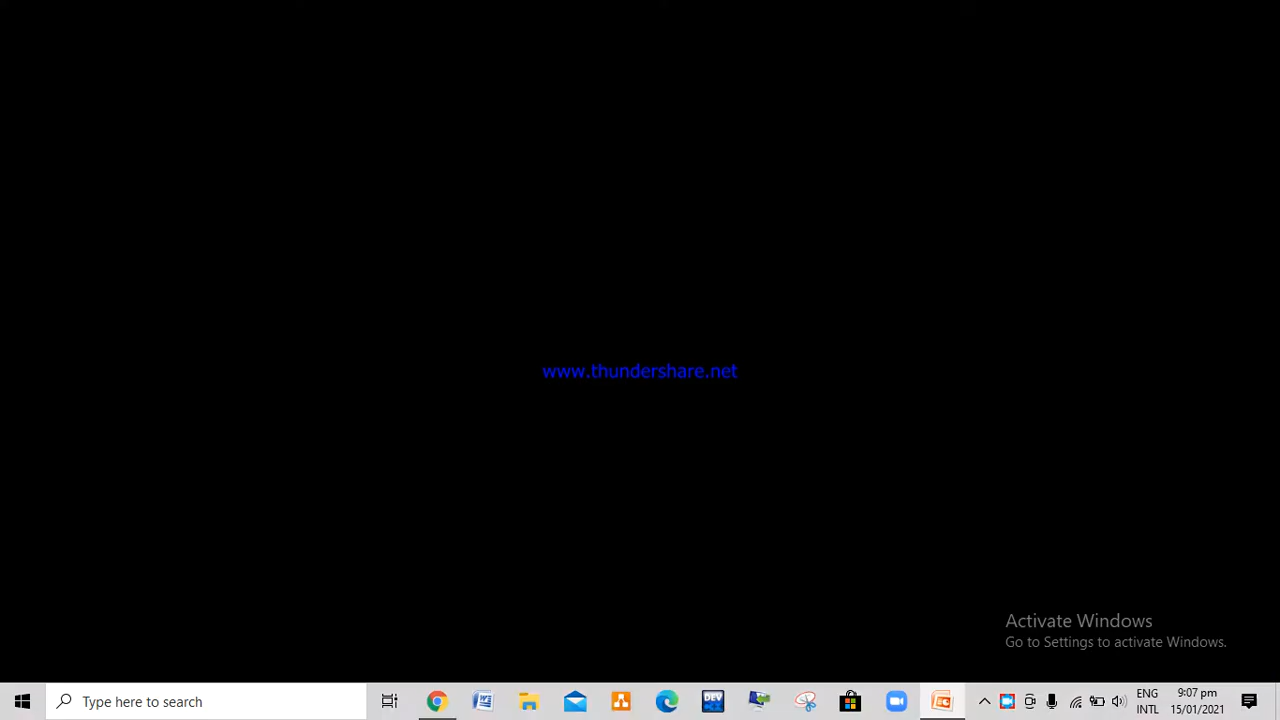 www.thundershare.net
Activate Windows
Go to Settings to activate Windows.
Type here to search
DEV
ENG
INTL
9:07 pm
15/01/2021